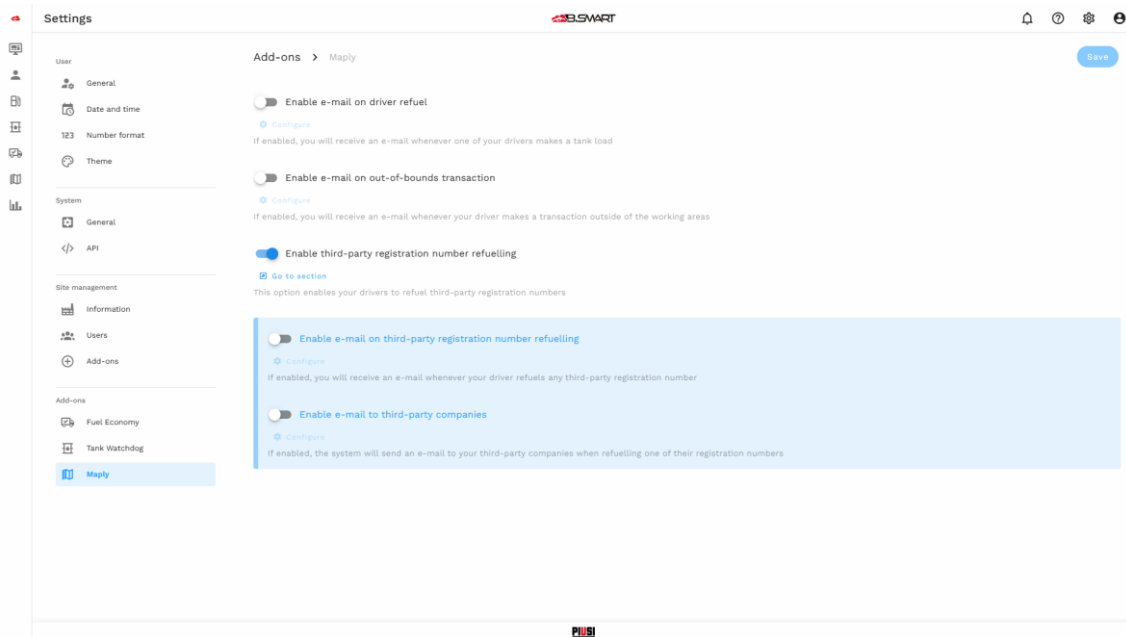 Settings
B.SMART
User
General
Date and time
123 Number format
Theme
System
General
</> API
Site management
Information
Users
Add-ons
Add-ons
Fuel Economy
Tank Watchdog
Maply
Add-ons > Maply
Save
Enable e-mail on driver refuel
Configure
If enabled, you will receive an e-mail whenever one of your drivers makes a tank load
Enable e-mail on out-of-bounds transaction
Configure
If enabled, you will receive an e-mail whenever your driver makes a transaction outside of the working areas
Enable third-party registration number refuelling
Go to section
This option enables your drivers to refuel third-party registration numbers
Enable e-mail on third-party registration number refuelling
Configure
If enabled, you will receive an e-mail whenever your driver refuels any third-party registration number
Enable e-mail to third-party companies
Configure
If enabled, the system will send an e-mail to your third-party companies when refuelling one of their registration numbers
PIUSI